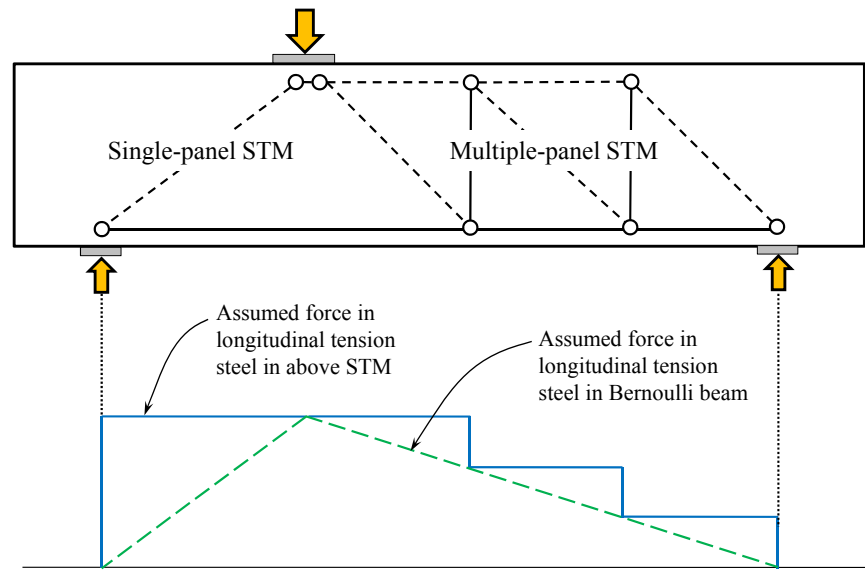 Single-panel STM
Multiple-panel STM
Assumed force in
longitudinal tension
steel in above STM
Assumed force in
longitudinal tension
steel in Bernoulli beam